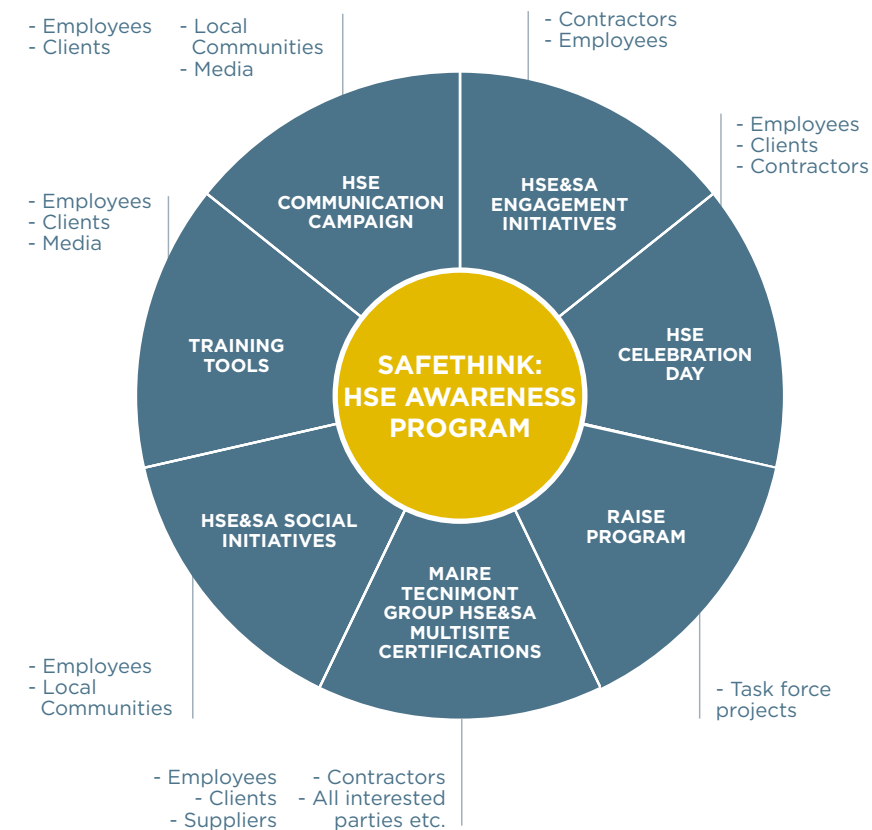 - Employees
- Clients
- Local
Communities
- Media
- Contractors
- Employees
- Employees
- Clients
- Contractors
- Employees
- Clients
- Media
HSE
COMMUNICATION
CAMPAIGN
HSE&SA
ENGAGEMENT
INITIATIVES
TRAINING
TOOLS
SAFETHINK:
HSE AWARENESS
PROGRAM
HSE
CELEBRATION
DAY
HSE&SA SOCIAL
INITIATIVES
RAISE
PROGRAM
MAIRE
TECNIMONT
GROUP HSE&SA
MULTISITE
CERTIFICATIONS
- Employees
- Local
Communities
- Task force
projects
- Employees
- Clients
- Suppliers
- Contractors
- All interested
parties etc.